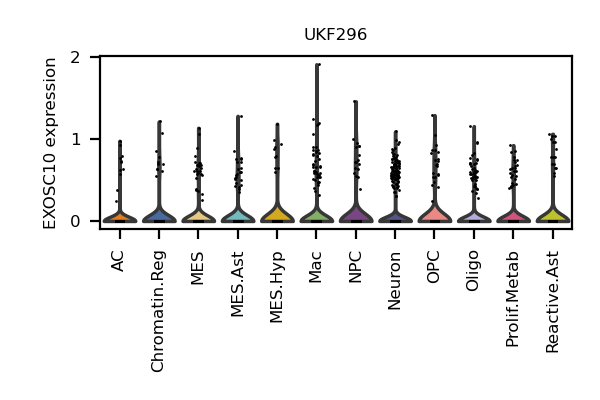 UKF296
EXOSC10 expression
2
1
0
AC
Chromatin.Reg
MES
MES.Ast
MES.Hyp
Mac
NPC
Neuron
OPC
Oligo
Prolif.Metab
Reactive.Ast